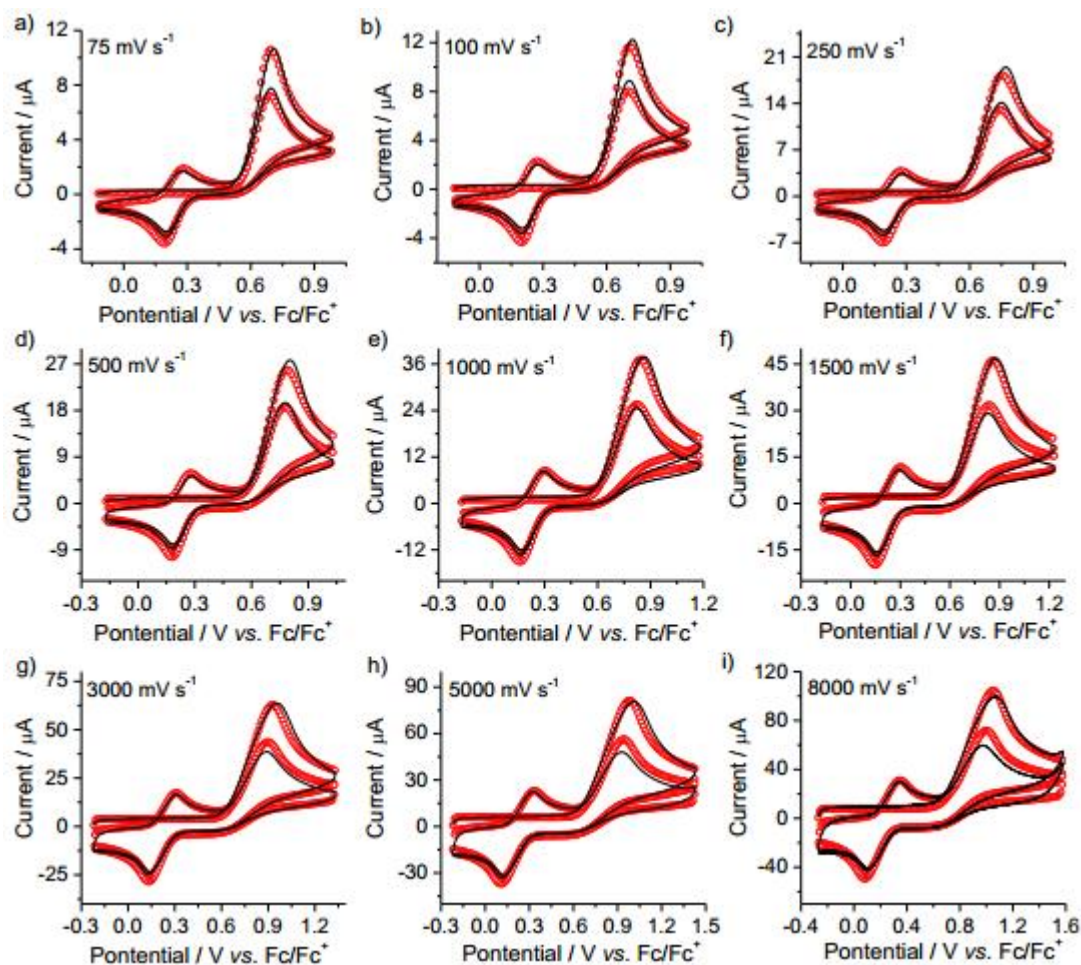 a)
75 mV s⁻¹
12
8
4
0
-4
Current / μA
0.0 0.3 0.6 0.9
Potential / V vs. Fc/Fc⁺
b)
100 mV s⁻¹
12
8
4
0
-4
Current / μA
0.0 0.3 0.6 0.9
Potential / V vs. Fc/Fc⁺
c)
250 mV s⁻¹
21
14
7
0
-7
Current / μA
0.0 0.3 0.6 0.9
Potential / V vs. Fc/Fc⁺
d)
500 mV s⁻¹
27
18
9
0
-9
Current / μA
-0.3 0.0 0.3 0.6 0.9
Potential / V vs. Fc/Fc⁺
e)
1000 mV s⁻¹
36
24
12
0
-12
Current / μA
0.0 0.3 0.6 0.9 1.2
Potential / V vs. Fc/Fc⁺
f)
1500 mV s⁻¹
45
30
15
0
-15
Current / μA
-0.3 0.0 0.3 0.6 0.9 1.2
Potential / V vs. Fc/Fc⁺
g)
3000 mV s⁻¹
75
50
25
0
-25
Current / μA
-0.3 0.0 0.3 0.6 0.9 1.2
Potential / V vs. Fc/Fc⁺
h)
5000 mV s⁻¹
90
60
30
0
-30
Current / μA
-0.3 0.0 0.3 0.6 0.9 1.2 1.5
Potential / V vs. Fc/Fc⁺
i)
8000 mV s⁻¹
120
80
40
0
-40
Current / μA
-0.4 0.0 0.4 0.8 1.2 1.6
Potential / V vs. Fc/Fc⁺